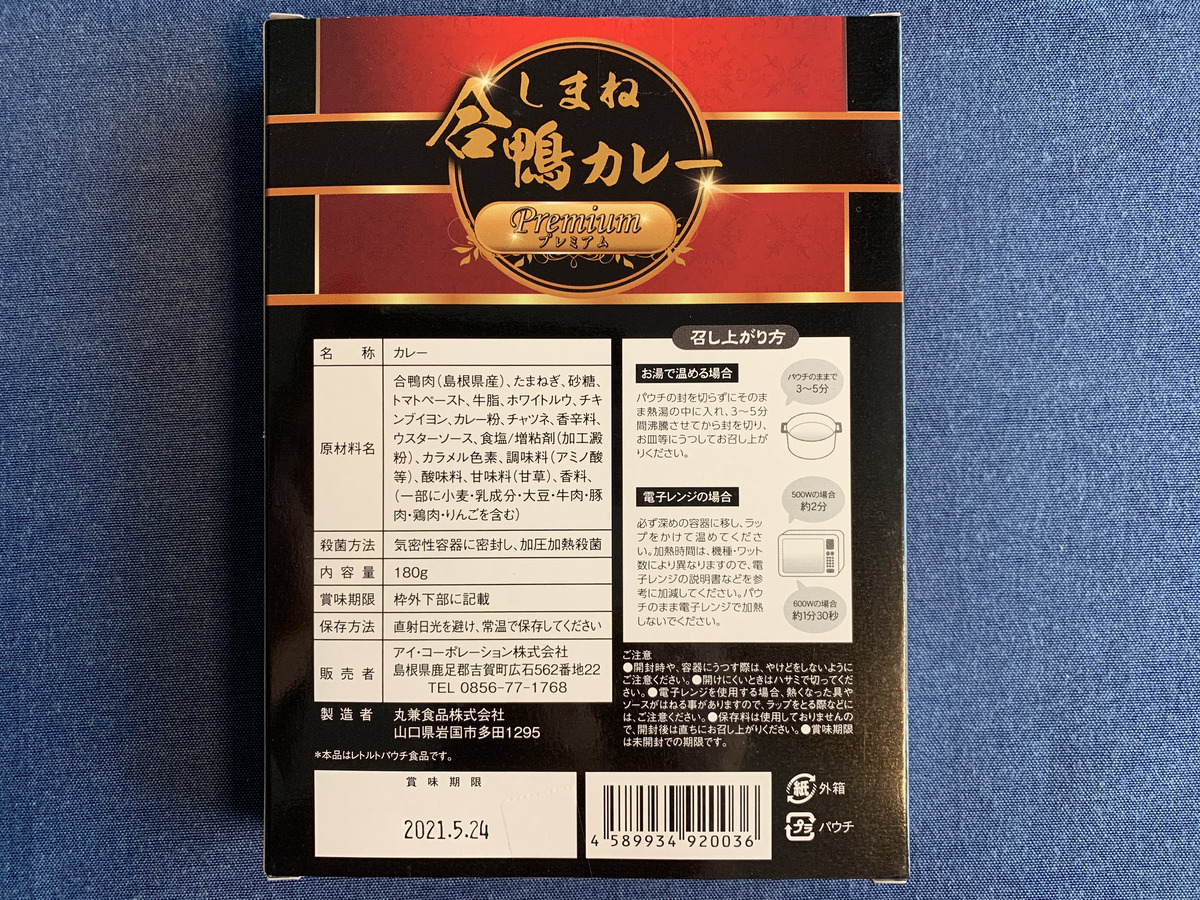 しまね
合鴨カレー
Premium
プレミアム
名称 カレー
原材料名
合鴨肉(島根県産)、たまねぎ、砂糖、
トマトペースト、牛脂、ホワイトルウ、チキ
ンブイヨン、カレー粉、チャツネ、香辛料、
ウスターソース、食塩/増粘剤(加工澱
粉)、カラメル色素、調味料(アミノ酸
等)、酸味料、甘味料(甘草)、香料、
(一部に小麦・乳成分・大豆・牛肉・豚
肉・鶏肉・りんごを含む)
殺菌方法 気密性容器に密封し、加圧加熱殺菌
内容量 180g
賞味期限 枠外下部に記載
保存方法 直射日光を避け、常温で保存してください
販売者
アイ・コーポレーション株式会社
島根県鹿足郡吉賀町広石562番地22
TEL 0856-77-1768
製造者 丸兼食品株式会社
山口県岩国市多田1295
*本品はレトルトパウチ食品です。
賞味期限
2021.5.24
召し上がり方
お湯で温める場合
パウチの封を切らずにそのま
ま熱湯の中に入れ、3〜5分
間沸騰させてから封を切り、
お皿等にうつしてお召し上が
りください。
パウチのままで
3〜5分
電子レンジの場合
必ず深めの容器に移し、ラッ
プをかけて温めてくださ
い。加熱時間は、機種・ワット
数により異なりますので、電
子レンジの説明書などを参
考に加減してください。パウ
チのまま電子レンジで加熱
しないでください。
500Wの場合
約2分
600Wの場合
約1分30秒
ご注意
●開封時や、容器にうつす際は、やけどをしないように
ご注意ください。●開けにくいときはハサミで切ってくだ
さい。●電子レンジを使用する場合、熱くなった具や
ソースがはねる事がありますので、ラップをとる際などに
は、ご注意ください。●保存料は使用しておりませんの
で、開封後は直ちにお召し上がりください。●賞味期限
は未開封での期限です。
4 589934 920036
紙 外箱
プラ パウチ